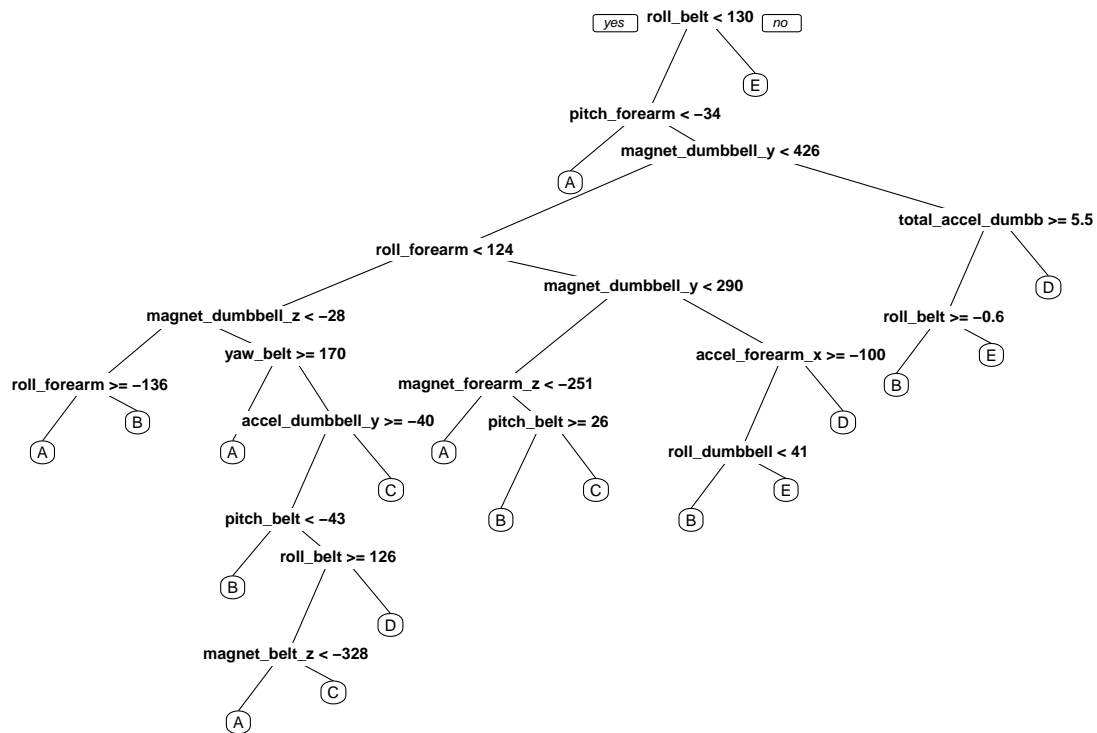 yes roll_belt < 130 no
E
pitch_forearm < −34
magnet_dumbbell_y < 426
A
total_accel_dumbb >= 5.5
roll_forearm < 124
magnet_dumbbell_y < 290
D
magnet_dumbbell_z < −28
roll_belt >= −0.6
yaw_belt >= 170
accel_forearm_x >= −100
E
roll_forearm >= −136
magnet_forearm_z < −251
B
B
accel_dumbbell_y >= −40
pitch_belt >= 26
D
A
A
A
roll_dumbbell < 41
C
C
E
pitch_belt < −43
B
B
roll_belt >= 126
B
D
magnet_belt_z < −328
C
A